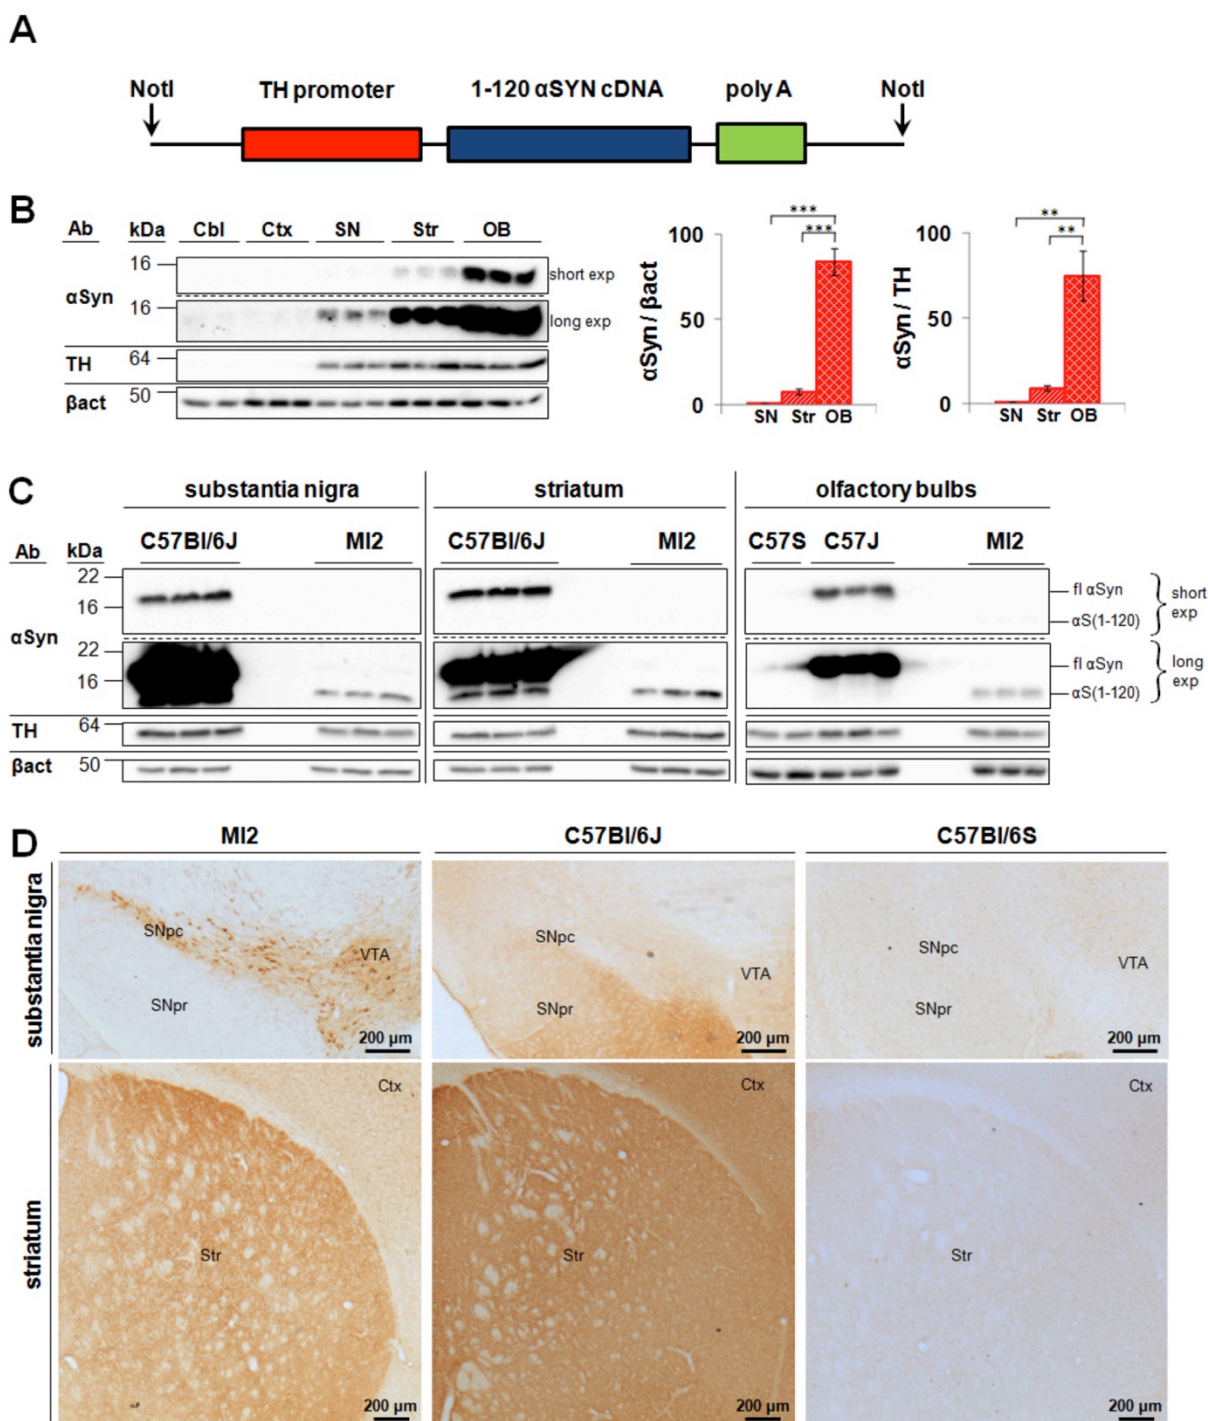 A
NotI TH promoter 1-120 αSYN cDNA poly A NotI
B
Ab kDa Cbl Ctx SN Str OB
αSyn 16 short exp
16 long exp
TH 64
βact 50
αSyn / βact
100
50
0
*** ***
SN Str OB
αSyn / TH
100
50
0
** **
SN Str OB
C
substantia nigra striatum olfactory bulbs
Ab kDa C57Bl/6J MI2 C57Bl/6J MI2 C57S C57J MI2
αSyn
22 fl αSyn
16 αS(1-120)
short exp
22 fl αSyn
16 αS(1-120)
long exp
TH 64
βact 50
D
MI2 C57Bl/6J C57Bl/6S
substantia nigra
SNpc VTA SNpr 200 µm
SNpc VTA SNpr 200 µm
SNpc VTA SNpr 200 µm
striatum
Ctx Str 200 µm
Ctx Str 200 µm
Ctx Str 200 µm